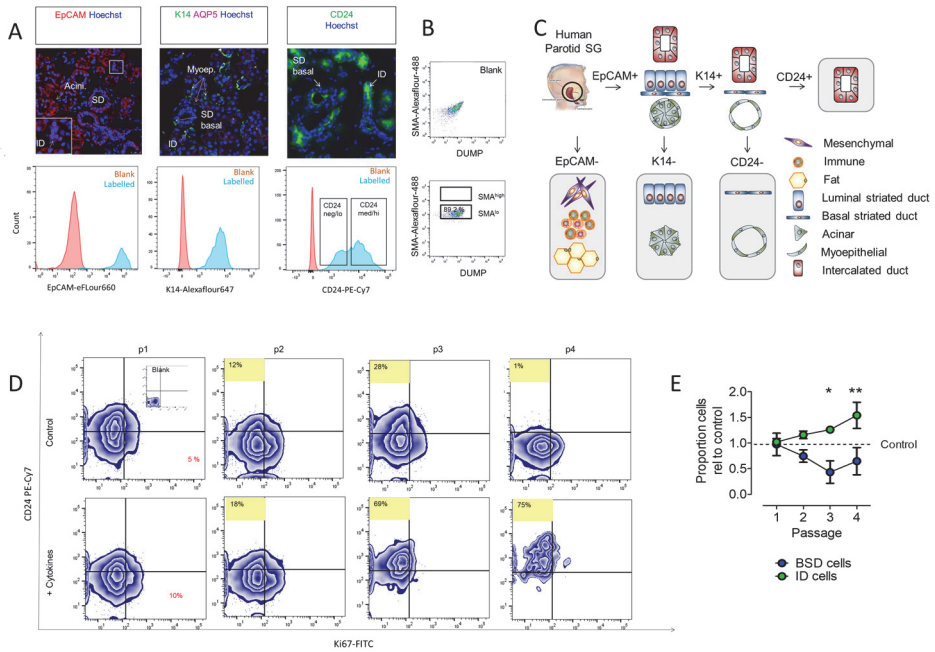 A
EpCAM Hoechst
K14 AQP5 Hoechst
CD24
Hoechst
Acini.
SD
ID
Myoep.
SD
basal
ID
SD
basal
ID
Count
Blank
Labelled
EpCAM-eFLour660
Blank
Labelled
K14-Alexaflour647
Blank
Labelled
CD24
neg/lo
CD24
med/hi
CD24-PE-Cy7
B
SMA-Alexaflour-488
Blank
DUMP
SMA-Alexaflour-488
89,2 %
SMAhigh
SMAlo
DUMP
C
Human
Parotid SG
EpCAM+
K14+
CD24+
EpCAM-
K14-
CD24-
Mesenchymal
Immune
Fat
Luminal striated duct
Basal striated duct
Acinar
Myoepithelial
Intercalated duct
D
p1
p2
p3
p4
CD24 PE-Cy7
Control
Blank
5 %
12%
28%
1%
+ Cytokines
10%
18%
69%
75%
Ki67-FITC
E
Proportion cells
rel to control
2.0
1.5
1.0
0.5
0.0
* **
Control
1 2 3 4
Passage
BSD cells
ID cells